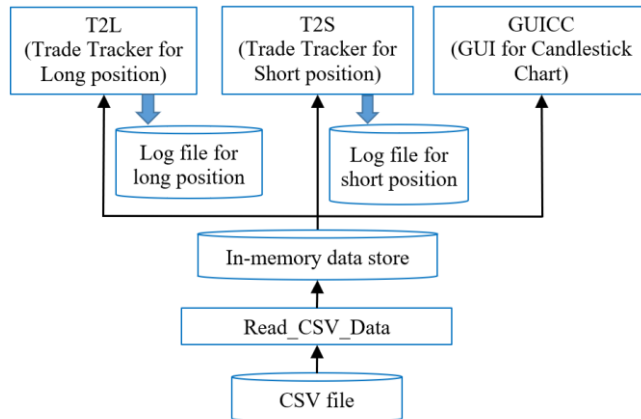 T2L
(Trade Tracker for
Long position)
T2S
(Trade Tracker for
Short position)
GUICC
(GUI for Candlestick
Chart)
Log file for
long position
Log file for
short position
In-memory data store
Read_CSV_Data
CSV file